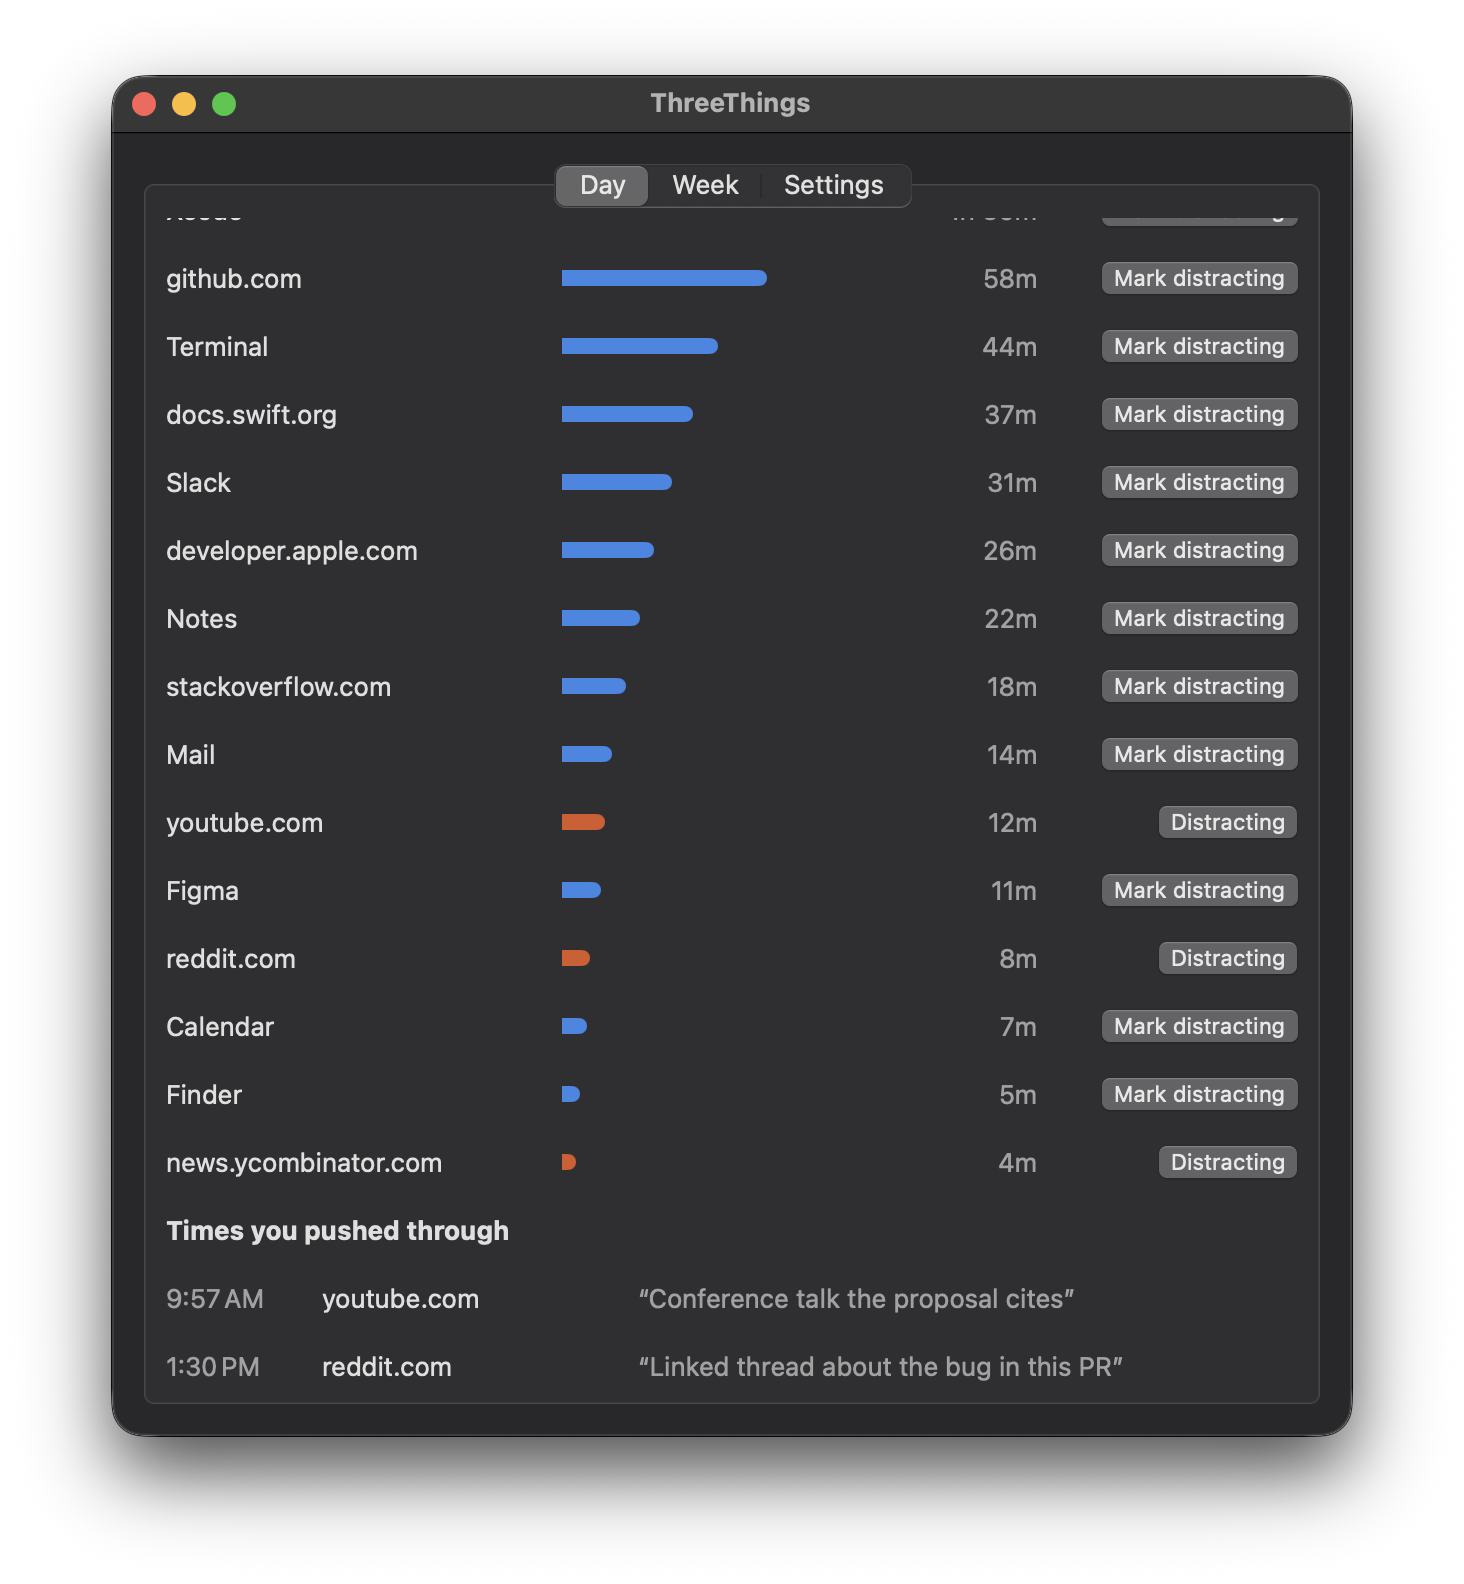 ThreeThings
Day Week Settings
github.com 58m Mark distracting
Terminal 44m Mark distracting
docs.swift.org 37m Mark distracting
Slack 31m Mark distracting
developer.apple.com 26m Mark distracting
Notes 22m Mark distracting
stackoverflow.com 18m Mark distracting
Mail 14m Mark distracting
youtube.com 12m Distracting
Figma 11m Mark distracting
reddit.com 8m Distracting
Calendar 7m Mark distracting
Finder 5m Mark distracting
news.ycombinator.com 4m Distracting
Times you pushed through
9:57 AM youtube.com “Conference talk the proposal cites”
1:30 PM reddit.com “Linked thread about the bug in this PR”